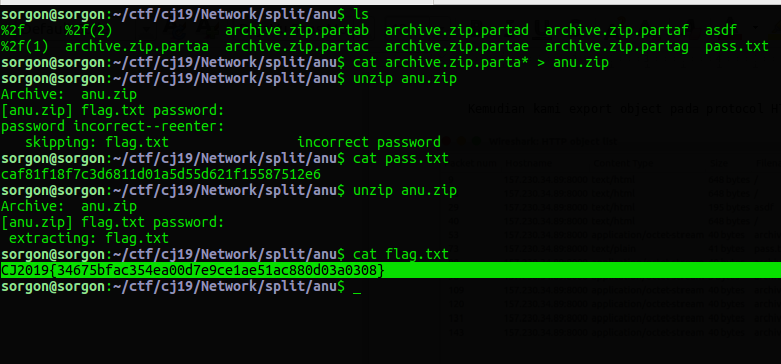 sorgon@sorgon:~/ctf/cj19/Network/split/anu$ ls
%2f     %2f(2)              archive.zip.partab  archive.zip.partad  archive.zip.partaf  asdf
%2f(1)  archive.zip.partaa  archive.zip.partac  archive.zip.partae  archive.zip.partag  pass.txt
sorgon@sorgon:~/ctf/cj19/Network/split/anu$ cat archive.zip.parta* > anu.zip
sorgon@sorgon:~/ctf/cj19/Network/split/anu$ unzip anu.zip
Archive:  anu.zip
[anu.zip] flag.txt password:
password incorrect--reenter:
   skipping: flag.txt                incorrect password
sorgon@sorgon:~/ctf/cj19/Network/split/anu$ cat pass.txt
caf81f18f7c3d6811d01a5d55d621f15587512e6
sorgon@sorgon:~/ctf/cj19/Network/split/anu$ unzip anu.zip
Archive:  anu.zip
[anu.zip] flag.txt password:
 extracting: flag.txt
sorgon@sorgon:~/ctf/cj19/Network/split/anu$ cat flag.txt
CJ2019{34675bfac354ea00d7e9ce1ae51ac880d03a0308}
sorgon@sorgon:~/ctf/cj19/Network/split/anu$ _